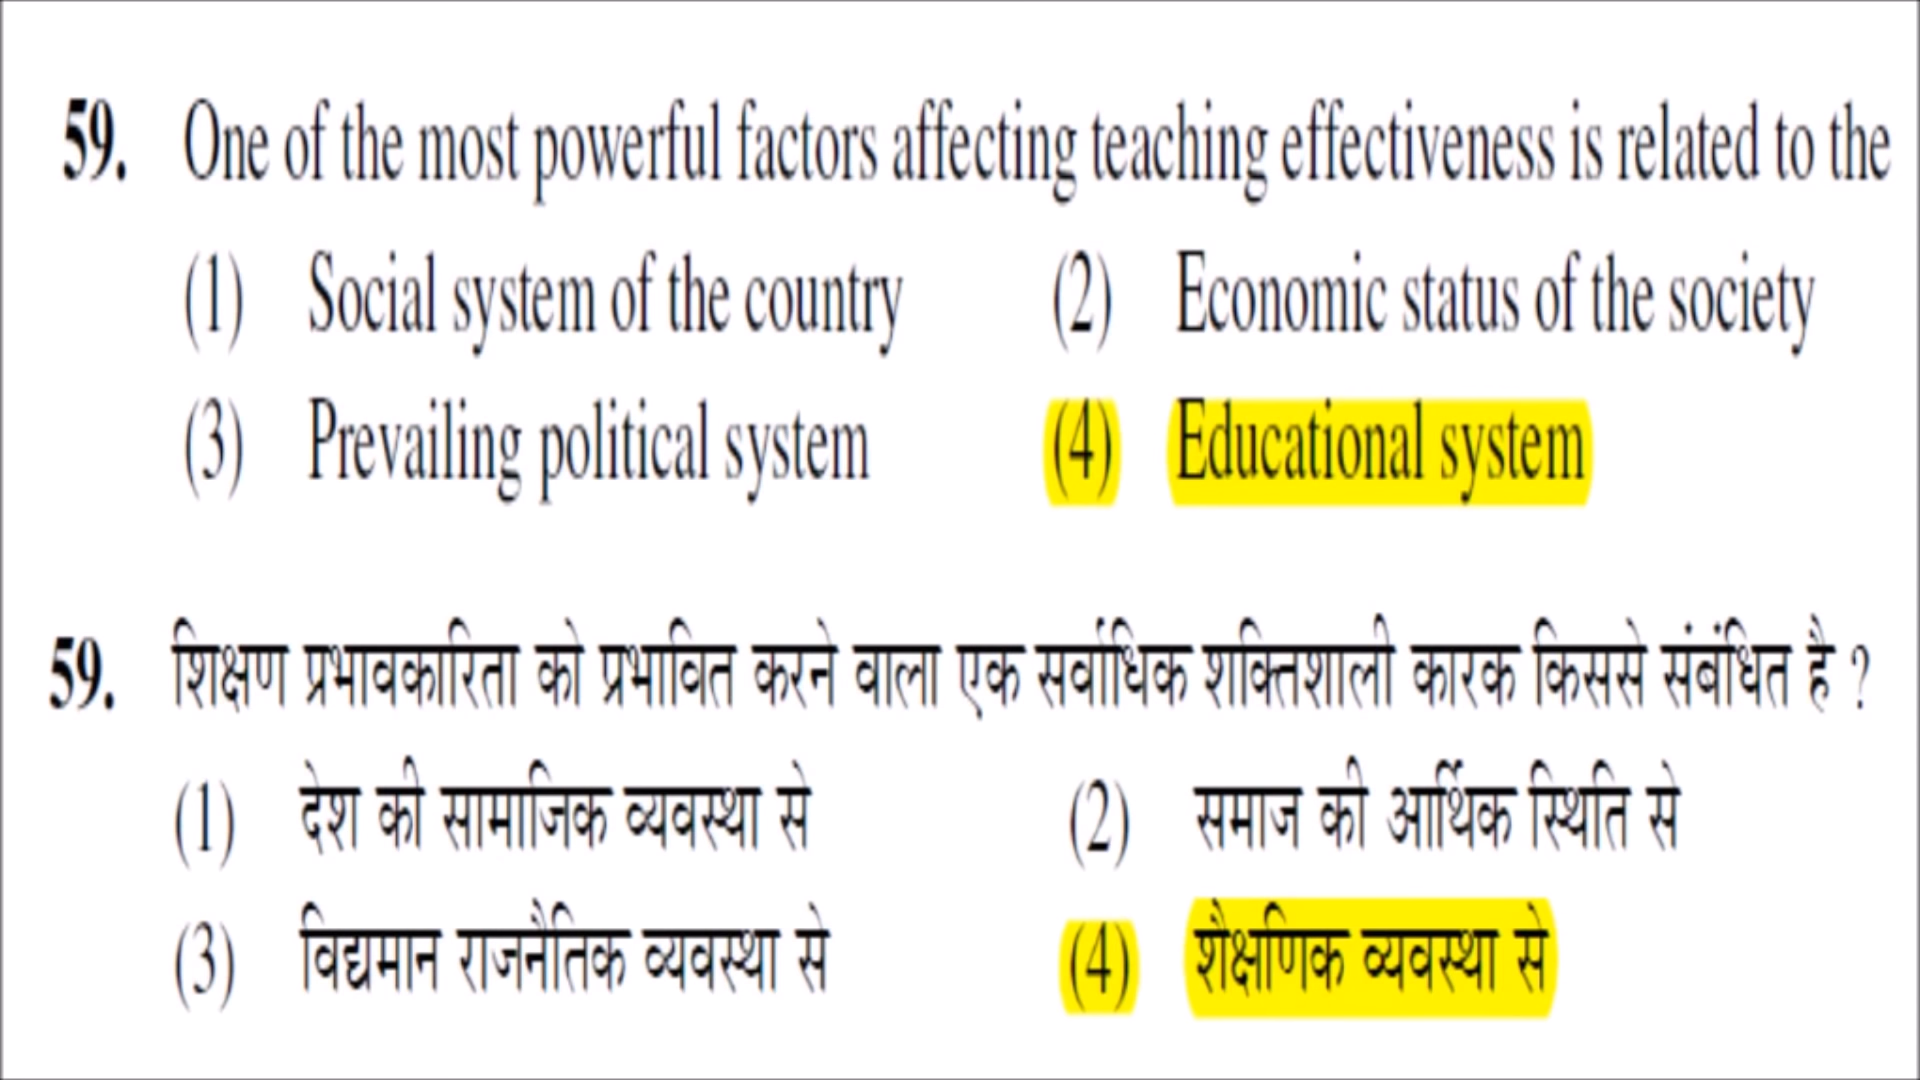 59. One of the most powerful factors affecting teaching effectiveness is related to the
(1) Social system of the country (2) Economic status of the society
(3) Prevailing political system (4) Educational system
59. शिक्षण प्रभावकारिता को प्रभावित करने वाला एक सर्वाधिक शक्तिशाली कारक किससे संबंधित है ?
(1) देश की सामाजिक व्यवस्था से (2) समाज की आर्थिक स्थिति से
(3) विद्यमान राजनैतिक व्यवस्था से (4) शैक्षणिक व्यवस्था से